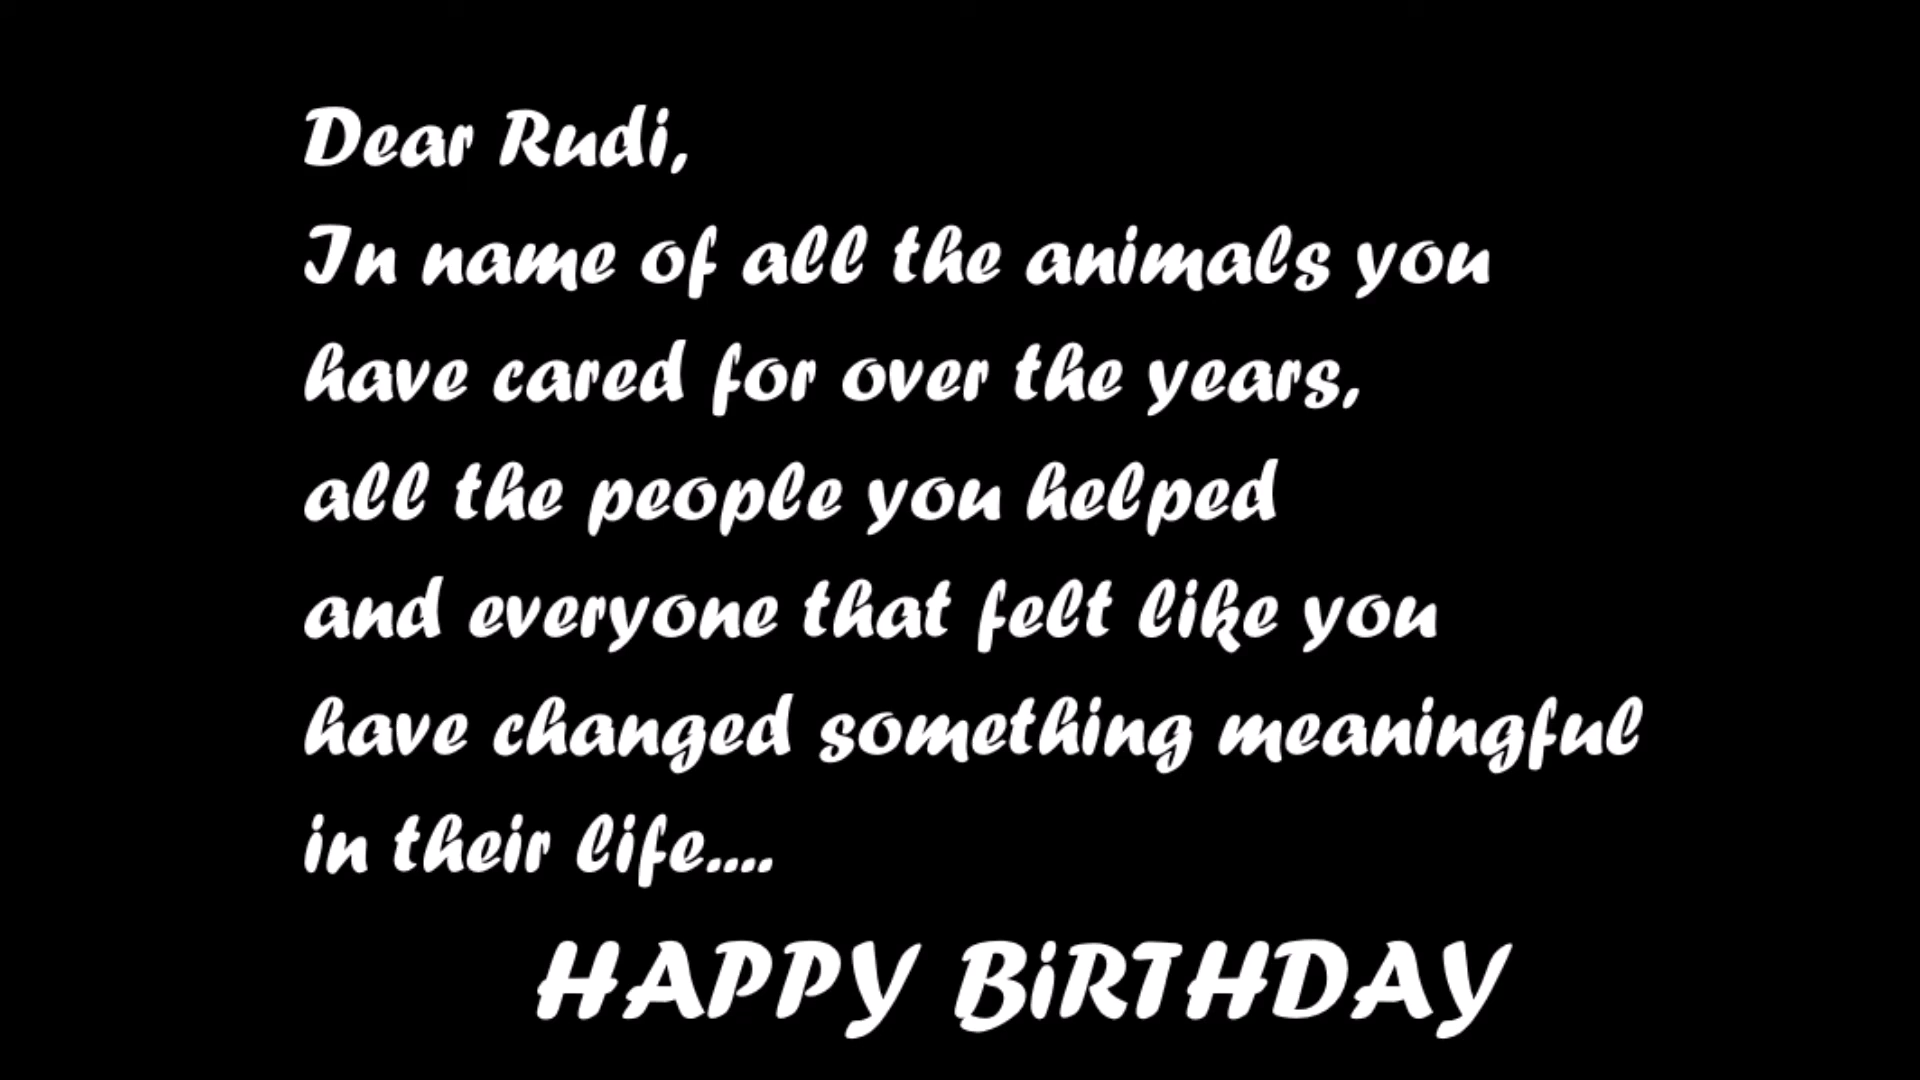 Dear Rudi,
In name of all the animals you
have cared for over the years,
all the people you helped
and everyone that felt like you
have changed something meaningful
in their life....
HAPPY BiRTHDAY